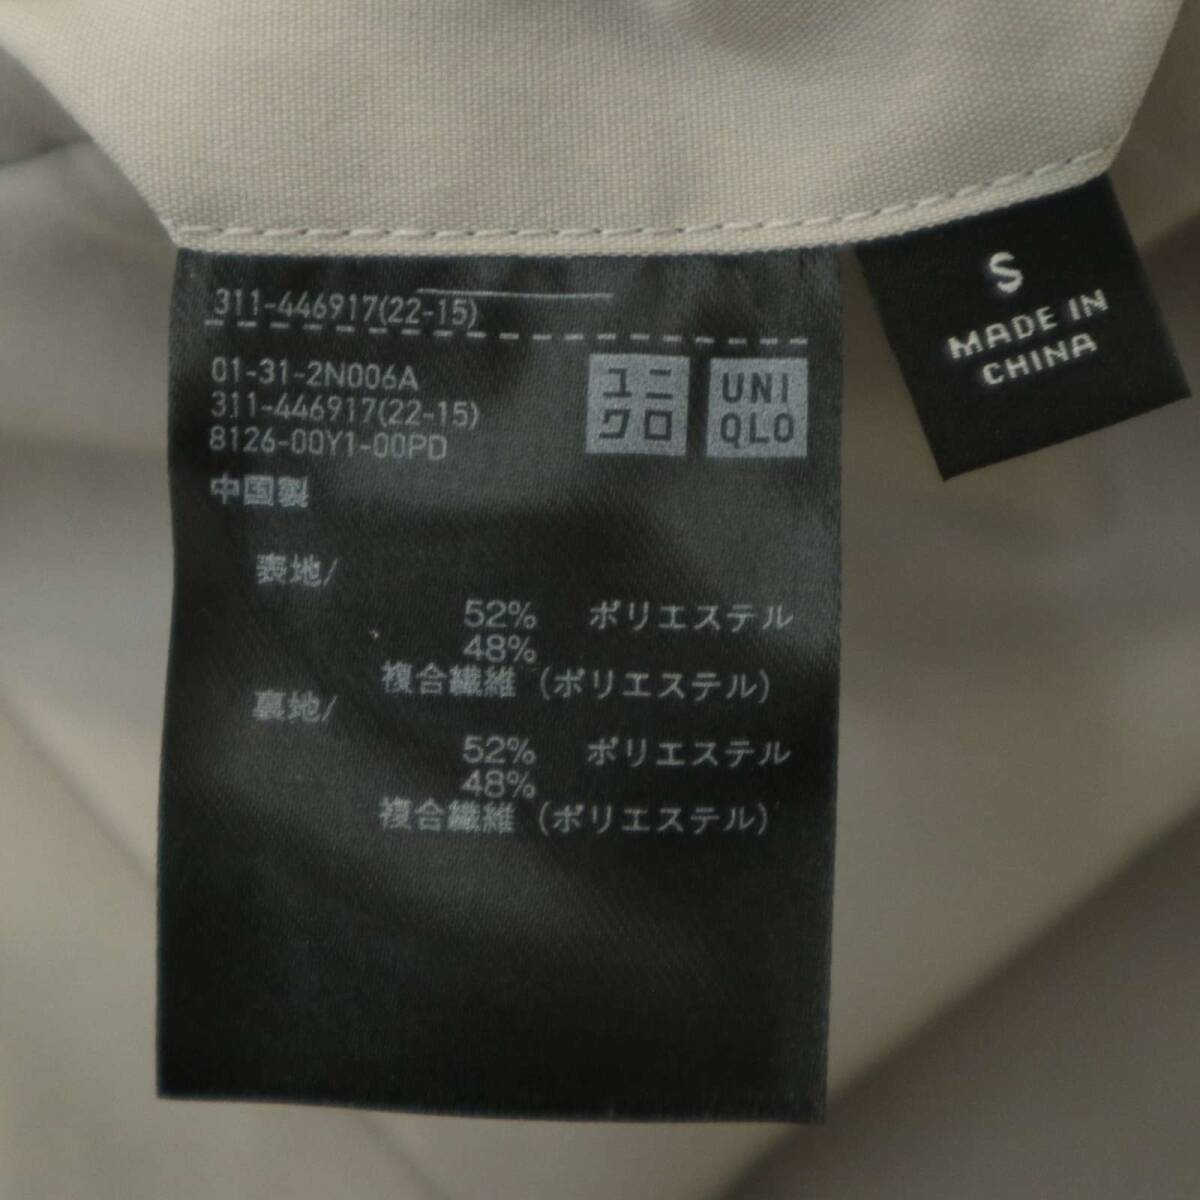 311-446917(22-15)
01-31-2N006A
311-446917(22-15)
8126-00Y1-00PD
中国製
ユニ
クロ
UNI
QLO
表地/
52% ポリエステル
48%
複合繊維 (ポリエステル)
裏地/
52% ポリエステル
48%
複合繊維 (ポリエステル)
S
MADE IN
CHINA